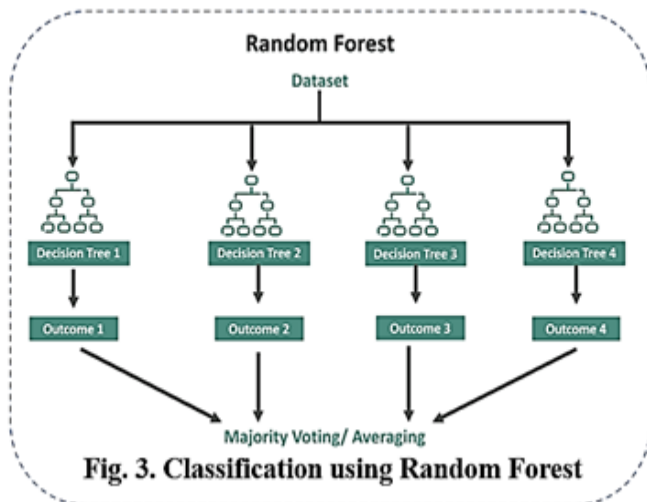 Random Forest
Dataset
Decision Tree 1
Decision Tree 2
Decision Tree 3
Decision Tree 4
Outcome 1
Outcome 2
Outcome 3
Outcome 4
Majority Voting/ Averaging
Fig. 3. Classification using Random Forest